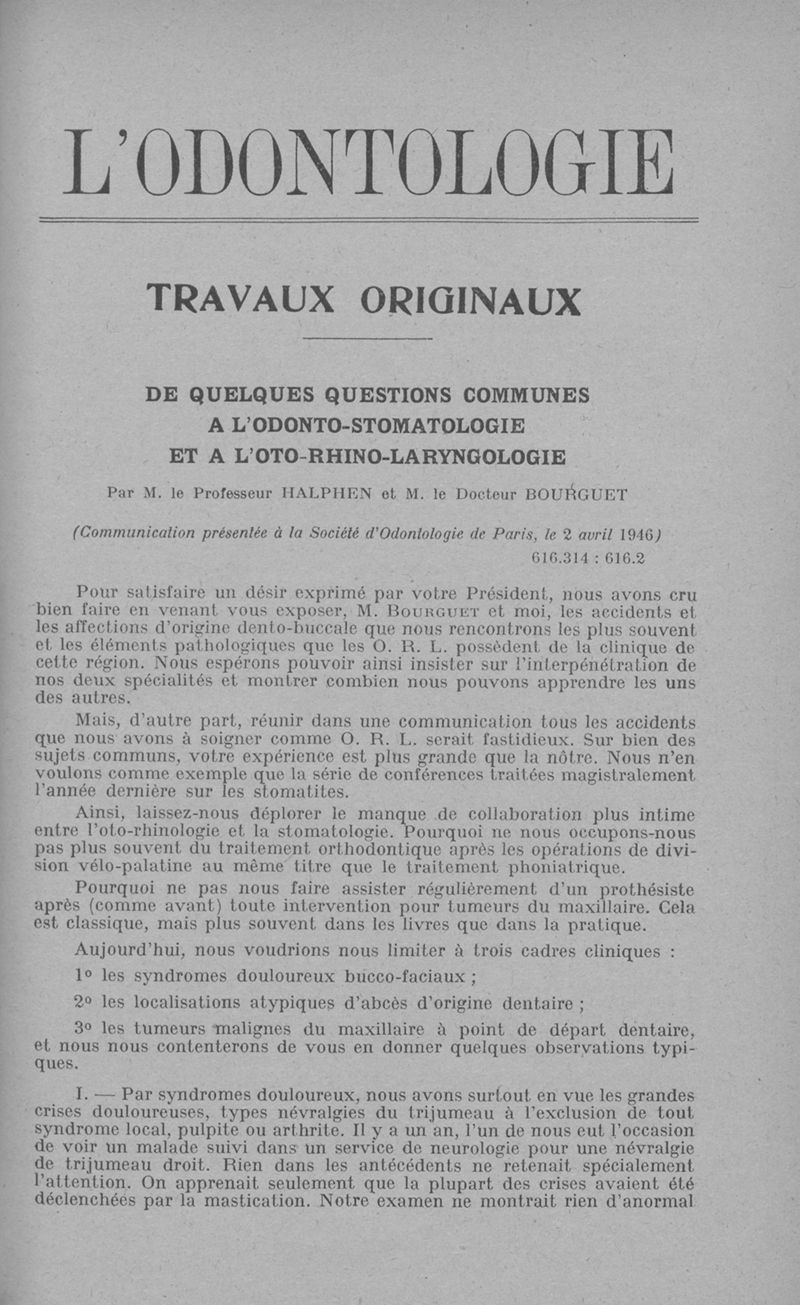 L'ODONTOLOGIE
TRAVAUX ORIGINAUX
DE QUELQUES QUESTIONS COMMUNES
A L'ODONTO-STOMATOLOGIE
ET A L'OTO-RHINO-LARYNGOLOGIE
Par M. le Professeur HALPHEN et M. le Docteur BOURGUET
(Communication présentée à la Société d'Odontologie de Paris, le 2 avril 1946)
616.314 : 616.2
Pour satisfaire un désir exprimé par votre Président, nous avons cru
bien faire en venant vous exposer, M. BOURGUET et moi, les accidents et
les affections d'origine dento-buccale que nous rencontrons les plus souvent
et les éléments pathologiques que les O. R. L. possèdent de la clinique de
cette région. Nous espérons pouvoir ainsi insister sur l'interpénétration de
nos deux spécialités et montrer combien nous pouvons apprendre les uns
des autres.
Mais, d'autre part, réunir dans une communication tous les accidents
que nous avons à soigner comme O. R. L. serait fastidieux. Sur bien des
sujets communs, votre expérience est plus grande que la nôtre. Nous n'en
voulons comme exemple que la série de conférences traitées magistralement
l'année dernière sur les stomatites.
Ainsi, laissez-nous déplorer le manque de collaboration plus intime
entre l'oto-rhinologie et la stomatologie. Pourquoi ne nous occupons-nous
pas plus souvent du traitement orthodontique après les opérations de divi-
sion vélo-palatine au même titre que le traitement phoniatrique.
Pourquoi ne pas nous faire assister régulièrement d'un prothésiste
après (comme avant) toute intervention pour tumeurs du maxillaire. Cela
est classique, mais plus souvent dans les livres que dans la pratique.
Aujourd'hui, nous voudrions nous limiter à trois cadres cliniques :
1º les syndromes douloureux bucco-faciaux ;
2º les localisations atypiques d'abcès d'origine dentaire ;
3º les tumeurs malignes du maxillaire à point de départ dentaire,
et nous nous contenterons de vous en donner quelques observations typi-
ques.
I. — Par syndromes douloureux, nous avons surtout en vue les grandes
crises douloureuses, types névralgies du trijumeau à l'exclusion de tout
syndrome local, pulpite ou arthrite. Il y a un an, l'un de nous eut l'occasion
de voir un malade suivi dans un service de neurologie pour une névralgie
de trijumeau droit. Rien dans les antécédents ne retenait spécialement
l'attention. On apprenait seulement que la plupart des crises avaient été
déclenchées par la mastication. Notre examen ne montrait rien d'anormal